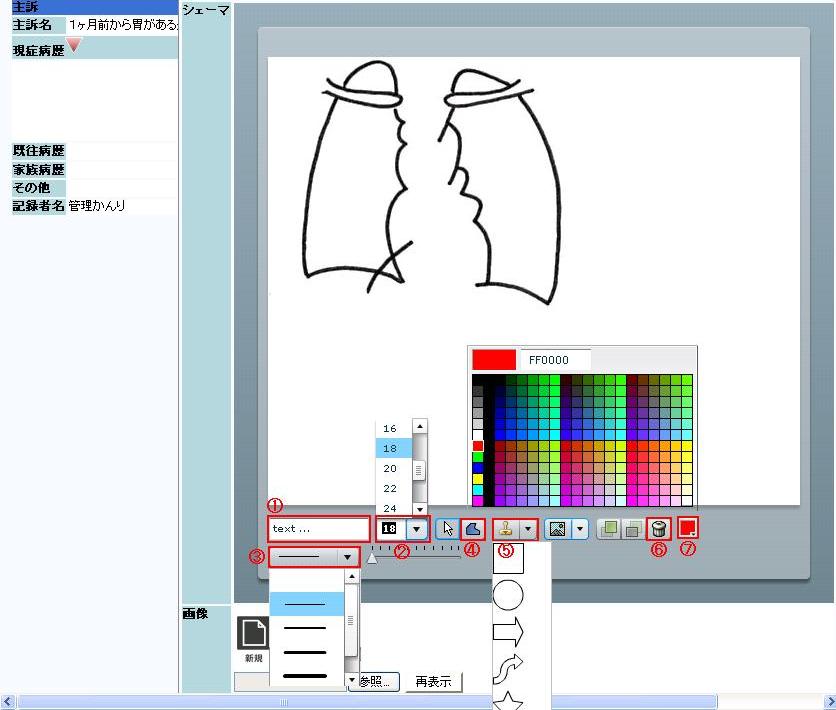 主訴
シェーマ
主訴名 1ヶ月前から胃がある
現症病歴
既往病歴
家族病歴
その他
記録者名 管理かんり
FF0000
16
18
20
22
24
①
text ...
18
②
③
④
⑤
⑥
⑦
画像
新規
参照...
再表示